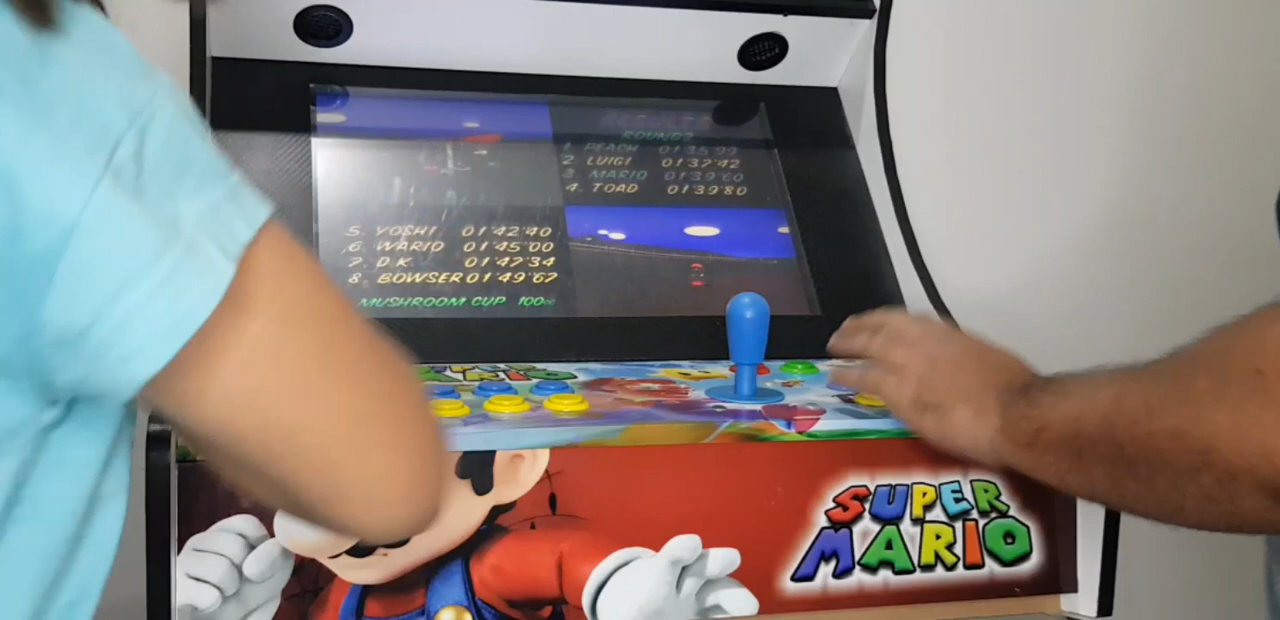 ROUND2
1. PEACH 01'35"99
2. LUIGI 01'37"42
3. MARIO 01'39"60
4. TOAD 01'39"80
5. YOSHI 01'42"40
6. WARIO 01'45"00
7. D.K. 01'47"34
8. BOWSER 01'49"67
MUSHROOM CUP 100cc
SUPER
MARIO